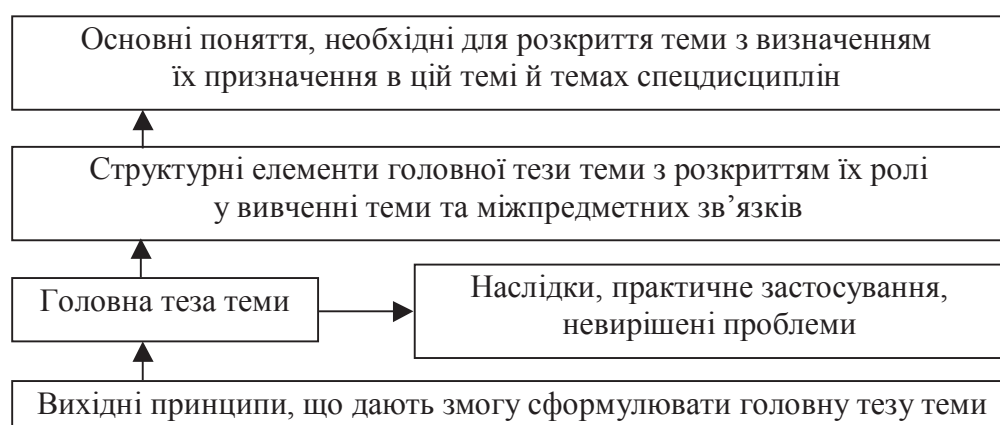 Основні поняття, необхідні для розкриття теми з визначенням
їх призначення в цій темі й темах спецдисциплін
Структурні елементи головної тези теми з розкриттям їх ролі
у вивченні теми та міжпредметних зв’язків
Головна теза теми
Наслідки, практичне застосування,
невирішені проблеми
Вихідні принципи, що дають змогу сформулювати головну тезу теми